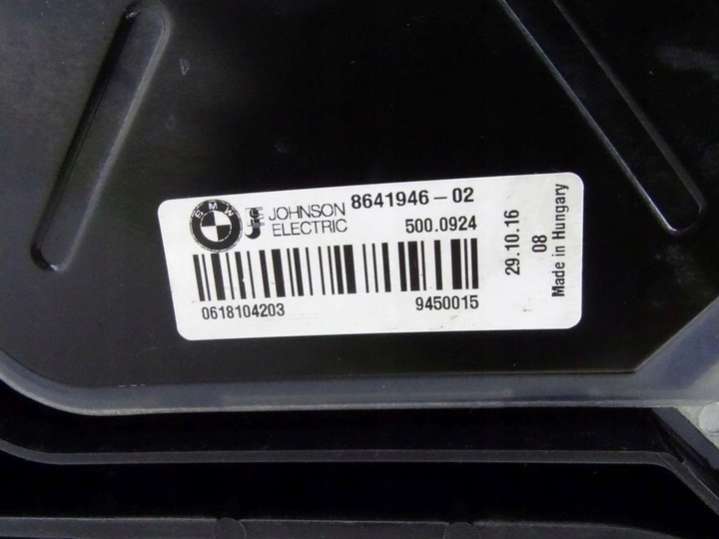 BMW
JOHNSON
ELECTRIC
8641946-02
500.0924
0618104203
9450015
29.10.16
08
Made in Hungary